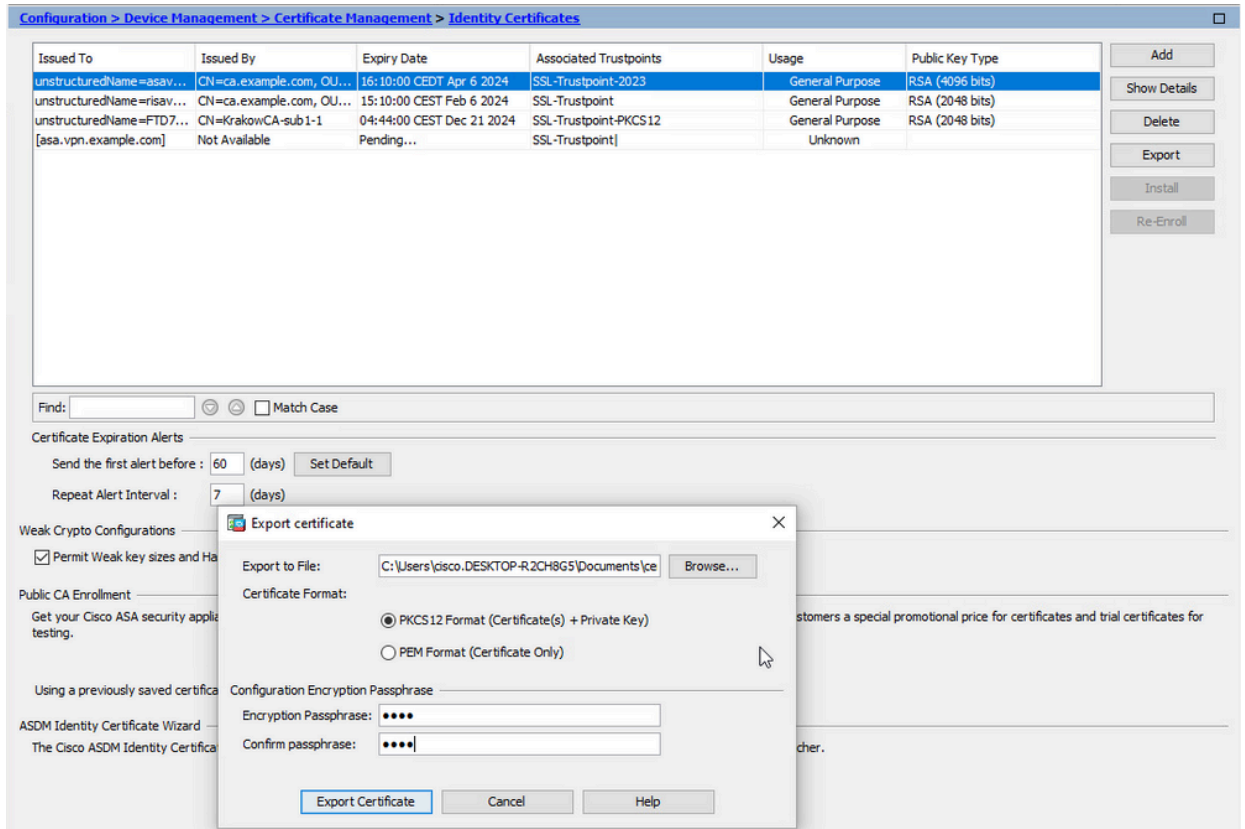 Configuration > Device Management > Certificate Management > Identity Certificates
Issued To Issued By Expiry Date Associated Trustpoints Usage Public Key Type
unstructuredName=asav... CN=ca.example.com, OU... 16:10:00 CEDT Apr 6 2024 SSL-Trustpoint-2023 General Purpose RSA (4096 bits)
unstructuredName=risav... CN=ca.example.com, OU... 15:10:00 CEST Feb 6 2024 SSL-Trustpoint General Purpose RSA (2048 bits)
unstructuredName=FTD7... CN=KrakowCA-sub1-1 04:44:00 CEST Dec 21 2024 SSL-Trustpoint-PKCS12 General Purpose RSA (2048 bits)
[asa.vpn.example.com] Not Available Pending... SSL-Trustpoint| Unknown
Add
Show Details
Delete
Export
Install
Re-Enroll
Find: Match Case
Certificate Expiration Alerts
Send the first alert before : 60 (days) Set Default
Repeat Alert Interval : 7 (days)
Weak Crypto Configurations
Permit Weak key sizes and Ha
Public CA Enrollment
Get your Cisco ASA security applia stomers a special promotional price for certificates and trial certificates for
testing.
Using a previously saved certifica
ASDM Identity Certificate Wizard
The Cisco ASDM Identity Certifica cher.
Export certificate
Export to File: C:\Users\cisco.DESKTOP-R2CH8G5\Documents\ce Browse...
Certificate Format:
PKCS12 Format (Certificate(s) + Private Key)
PEM Format (Certificate Only)
Configuration Encryption Passphrase
Encryption Passphrase: ••••
Confirm passphrase: ••••
Export Certificate Cancel Help